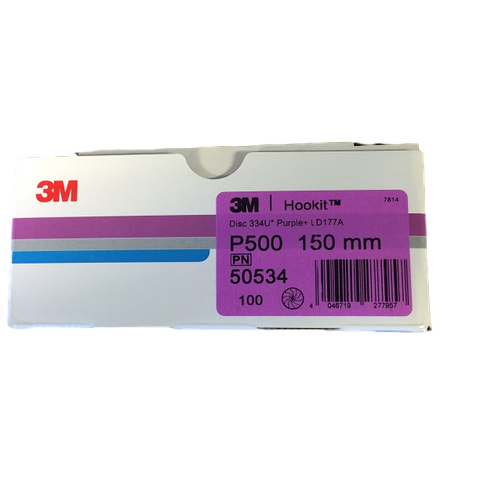 3M
3M Hookit™ 7814
Disc 334U* Purple+ LD177A
P500 150 mm
PN
50534
100
4 046719 277957